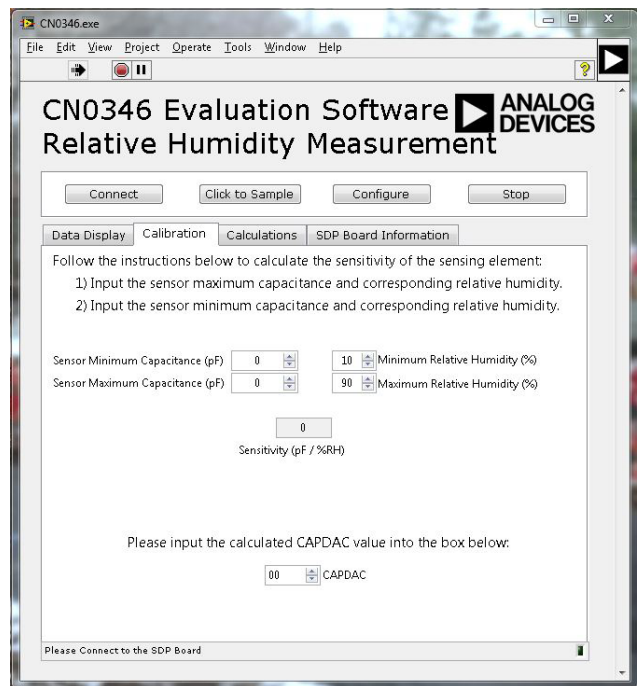 CN0346.exe
File Edit View Project Operate Tools Window Help
?
CN0346 Evaluation Software
ANALOG
DEVICES
Relative Humidity Measurement
Connect Click to Sample Configure Stop
Data Display Calibration Calculations SDP Board Information
Follow the instructions below to calculate the sensitivity of the sensing element:
1) Input the sensor maximum capacitance and corresponding relative humidity.
2) Input the sensor minimum capacitance and corresponding relative humidity.
Sensor Minimum Capacitance (pF) 0 10 Minimum Relative Humidity (%)
Sensor Maximum Capacitance (pF) 0 90 Maximum Relative Humidity (%)
0
Sensitivity (pF / %RH)
Please input the calculated CAPDAC value into the box below:
00 CAPDAC
Please Connect to the SDP Board